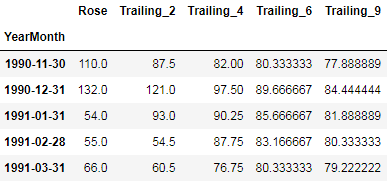 Rose Trailing_2 Trailing_4 Trailing_6 Trailing_9
YearMonth
1990-11-30 110.0 87.5 82.00 80.333333 77.888889
1990-12-31 132.0 121.0 97.50 89.666667 84.444444
1991-01-31 54.0 93.0 90.25 85.666667 81.888889
1991-02-28 55.0 54.5 87.75 83.166667 80.333333
1991-03-31 66.0 60.5 76.75 80.333333 79.222222